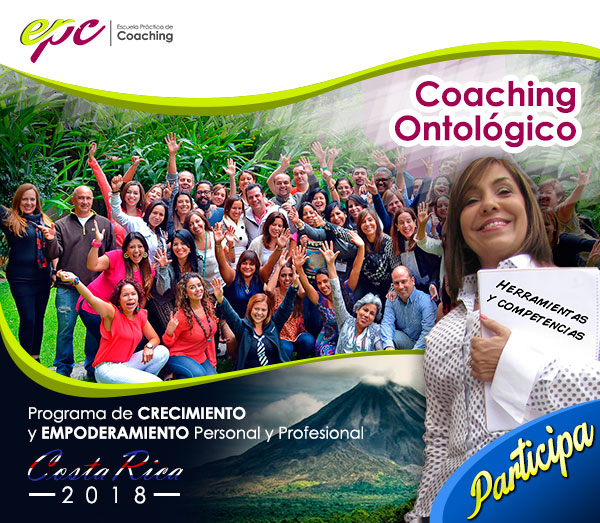 epc
Escuela Práctica de
Coaching
Coaching
Ontológico
HERRAMIENTAS
Y COMPETENCIAS
Programa de CRECIMIENTO
y EMPODERAMIENTO Personal y Profesional
Costa Rica
2018
Participa